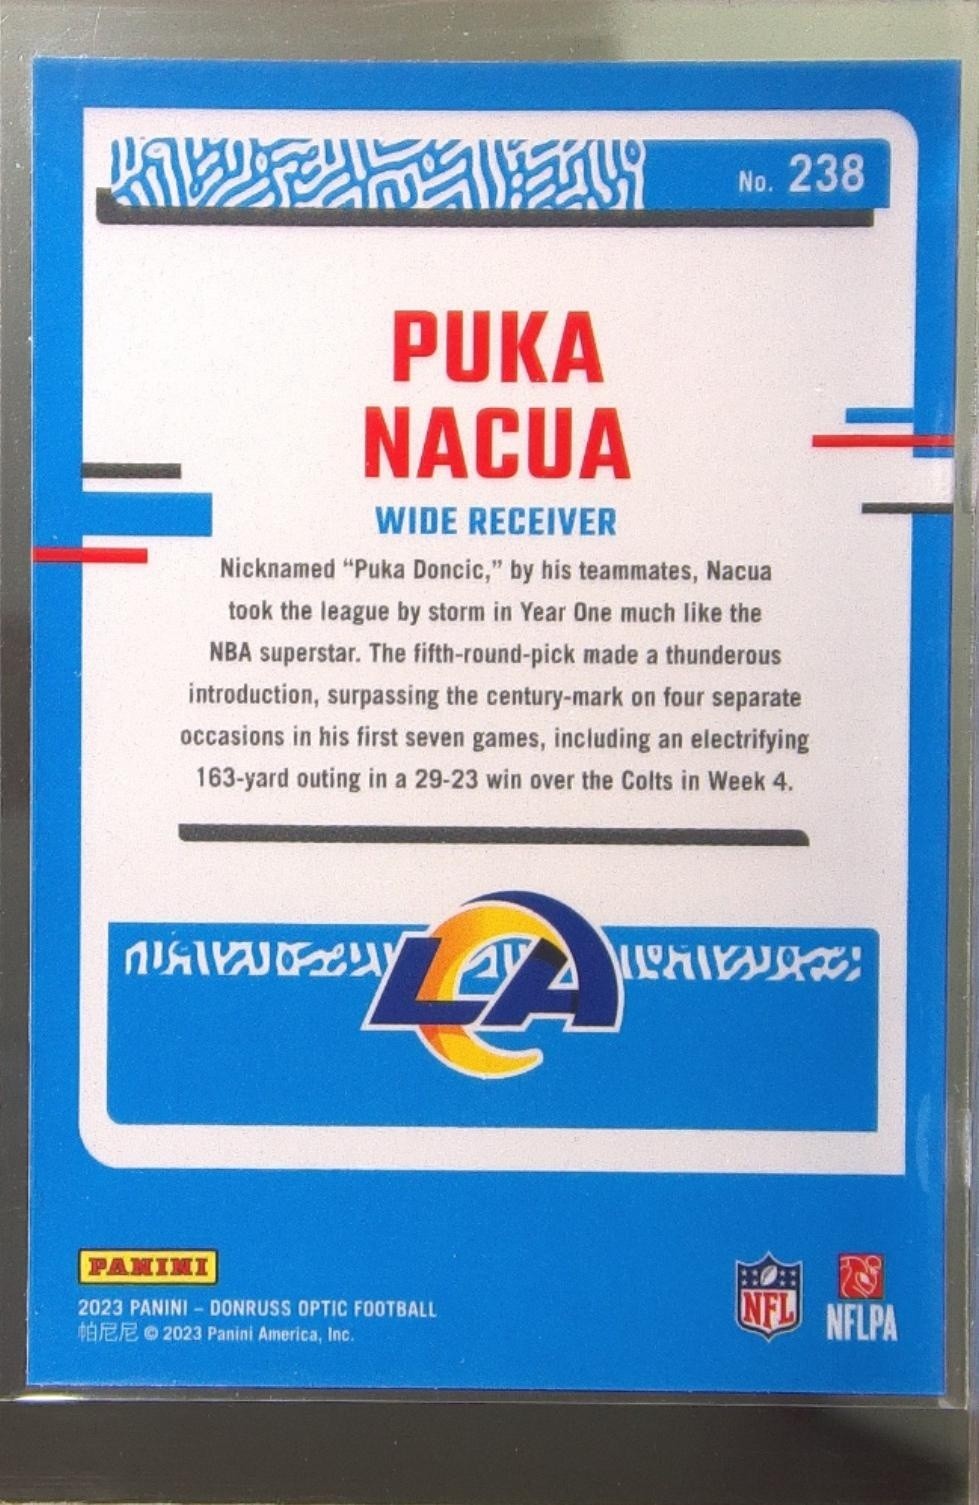 No. 238
PUKA
NACUA
WIDE RECEIVER
Nicknamed “Puka Doncic,” by his teammates, Nacua
took the league by storm in Year One much like the
NBA superstar. The fifth-round-pick made a thunderous
introduction, surpassing the century-mark on four separate
occasions in his first seven games, including an electrifying
163-yard outing in a 29-23 win over the Colts in Week 4.
LA
PANINI
2023 PANINI – DONRUSS OPTIC FOOTBALL
帕尼尼 © 2023 Panini America, Inc.
NFL
NFLPA